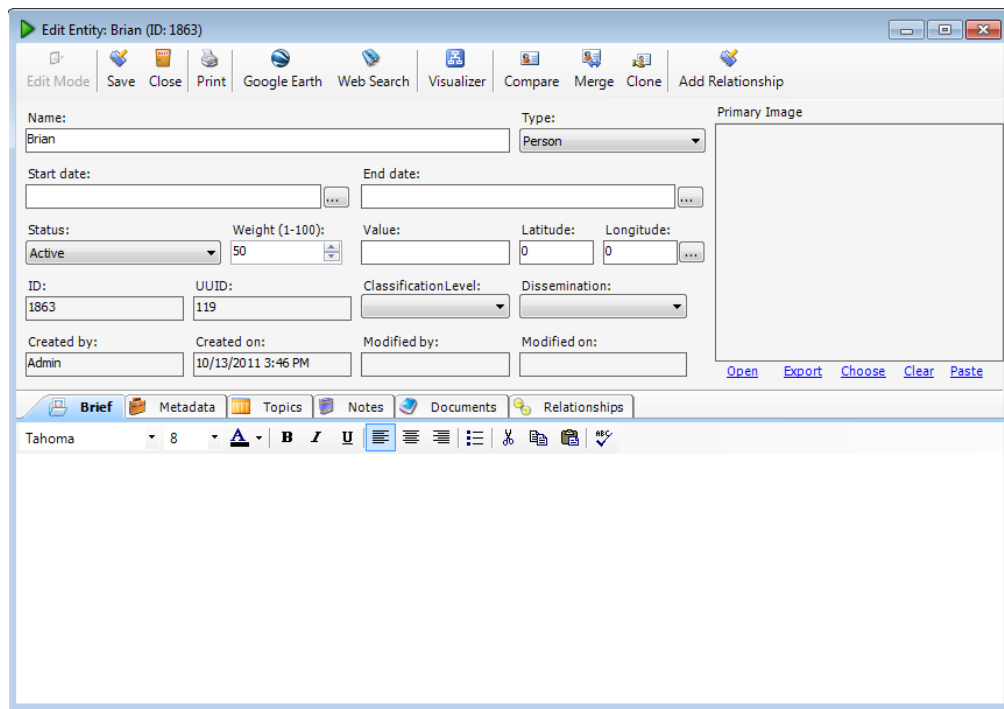 Edit Entity: Brian (ID: 1863)
Edit Mode Save Close Print Google Earth Web Search Visualizer Compare Merge Clone Add Relationship
Name: Type: Primary Image
Brian Person
Start date: End date:
... ...
Status: Weight (1-100): Value: Latitude: Longitude:
Active 50 0 0 ...
ID: UUID: ClassificationLevel: Dissemination:
1863 119
Created by: Created on: Modified by: Modified on:
Admin 10/13/2011 3:46 PM
Open Export Choose Clear Paste
Brief Metadata Topics Notes Documents Relationships
Tahoma 8 A B I U ABC